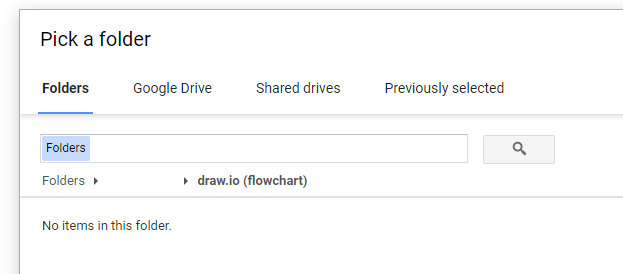 Pick a folder
Folders Google Drive Shared drives Previously selected
Folders
Folders draw.io (flowchart)
No items in this folder.